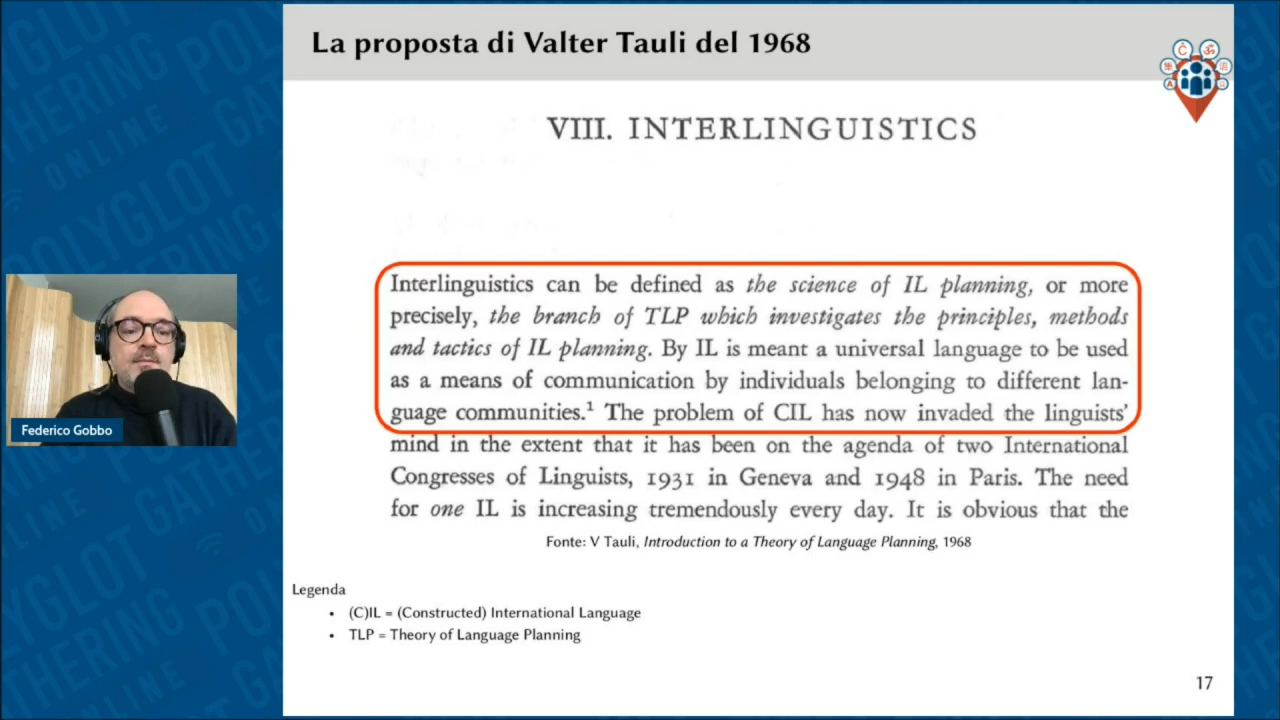 La proposta di Valter Tauli del 1968
VIII. INTERLINGUISTICS
Interlinguistics can be defined as the science of IL planning, or more
precisely, the branch of TLP which investigates the principles, methods
and tactics of IL planning. By IL is meant a universal language to be used
as a means of communication by individuals belonging to different lan-
guage communities.¹ The problem of CIL has now invaded the linguists'
mind in the extent that it has been on the agenda of two International
Congresses of Linguists, 1931 in Geneva and 1948 in Paris. The need
for one IL is increasing tremendously every day. It is obvious that the
Fonte: V Tauli, Introduction to a Theory of Language Planning, 1968
Legenda
• (C)IL = (Constructed) International Language
• TLP = Theory of Language Planning
17
Federico Gobbo
POLYGLOT
GATHERING
ONLINE